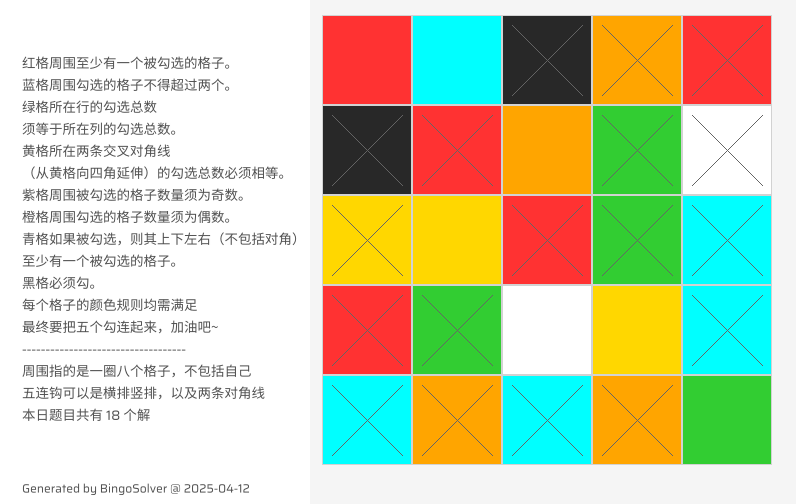 红格周围至少有一个被勾选的格子。
蓝格周围勾选的格子不得超过两个。
绿格所在行的勾选总数
须等于所在列的勾选总数。
黄格所在两条交叉对角线
（从黄格向四角延伸）的勾选总数必须相等。
紫格周围被勾选的格子数量须为奇数。
橙格周围勾选的格子数量须为偶数。
青格如果被勾选，则其上下左右（不包括对角）
至少有一个被勾选的格子。
黑格必须勾。
每个格子的颜色规则均需满足
最终要把五个勾连起来，加油吧~
----------------------------------
周围指的是一圈八个格子，不包括自己
五连钩可以是横排竖排，以及两条对角线
本日题目共有 18 个解
Generated by BingoSolver @ 2025-04-12